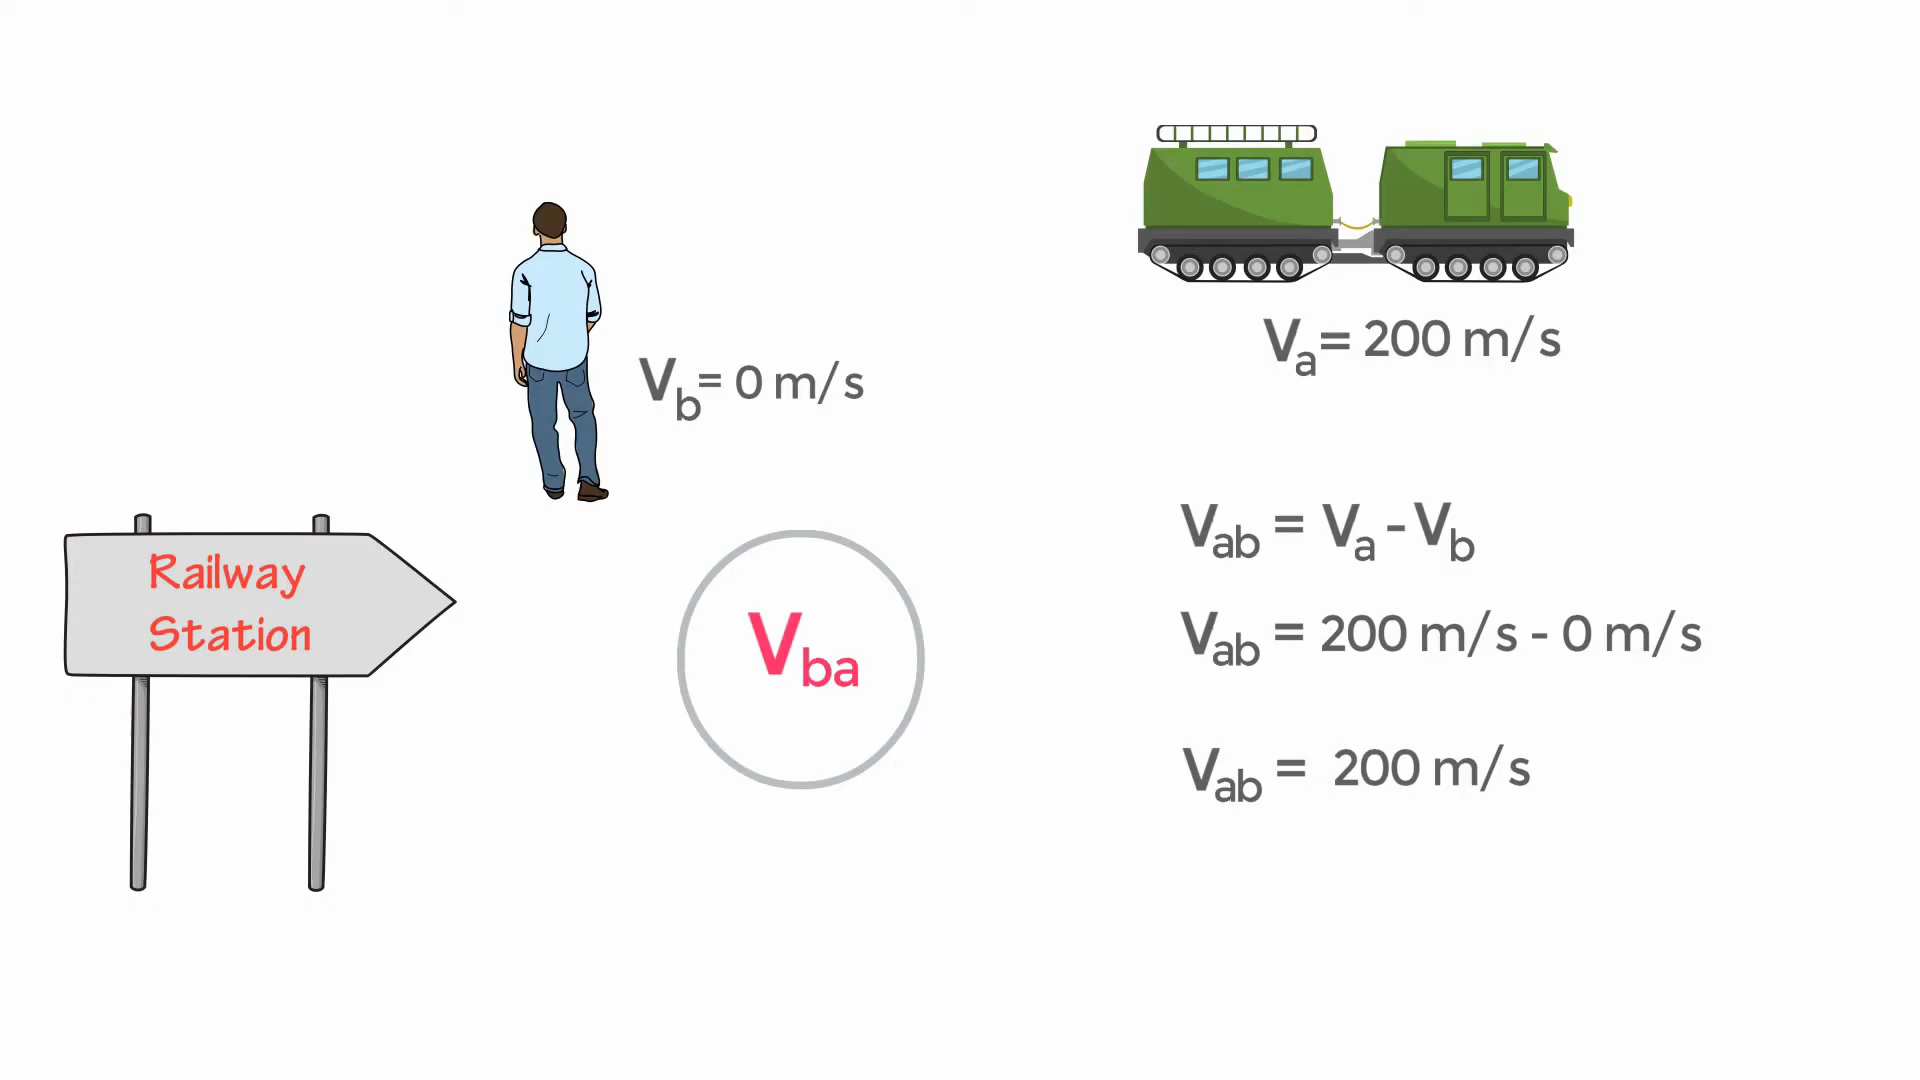 Va = 200 m/s
Vb = 0 m/s
Railway
Station
Vba
Vab = Va - Vb
Vab = 200 m/s - 0 m/s
Vab = 200 m/s